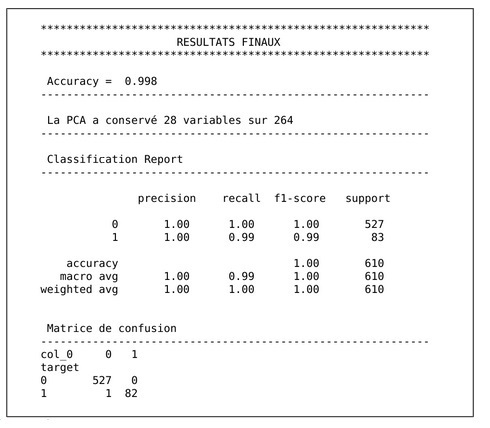 ************************************************************
RESULTATS FINAUX
************************************************************
Accuracy =  0.998
------------------------------------------------------------
La PCA a conservé 28 variables sur 264
------------------------------------------------------------
Classification Report
------------------------------------------------------------
precision    recall  f1-score   support
0       1.00      1.00      1.00       527
1       1.00      0.99      0.99        83
accuracy                           1.00       610
macro avg       1.00      0.99      1.00       610
weighted avg       1.00      1.00      1.00       610
Matrice de confusion
------------------------------------------------------------
col_0     0   1
target
0       527   0
1         1  82